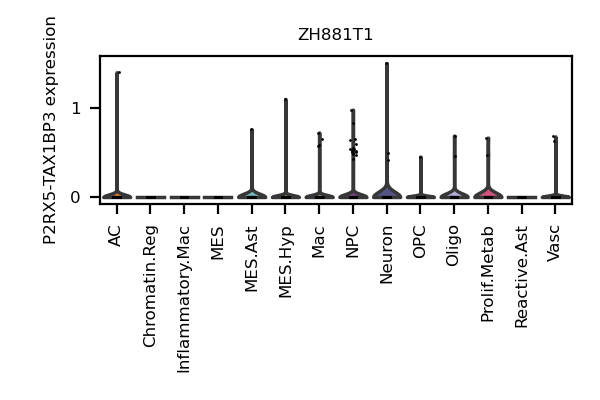 ZH881T1
P2RX5-TAX1BP3 expression
1
0
AC
Chromatin.Reg
Inflammatory.Mac
MES
MES.Ast
MES.Hyp
Mac
NPC
Neuron
OPC
Oligo
Prolif.Metab
Reactive.Ast
Vasc